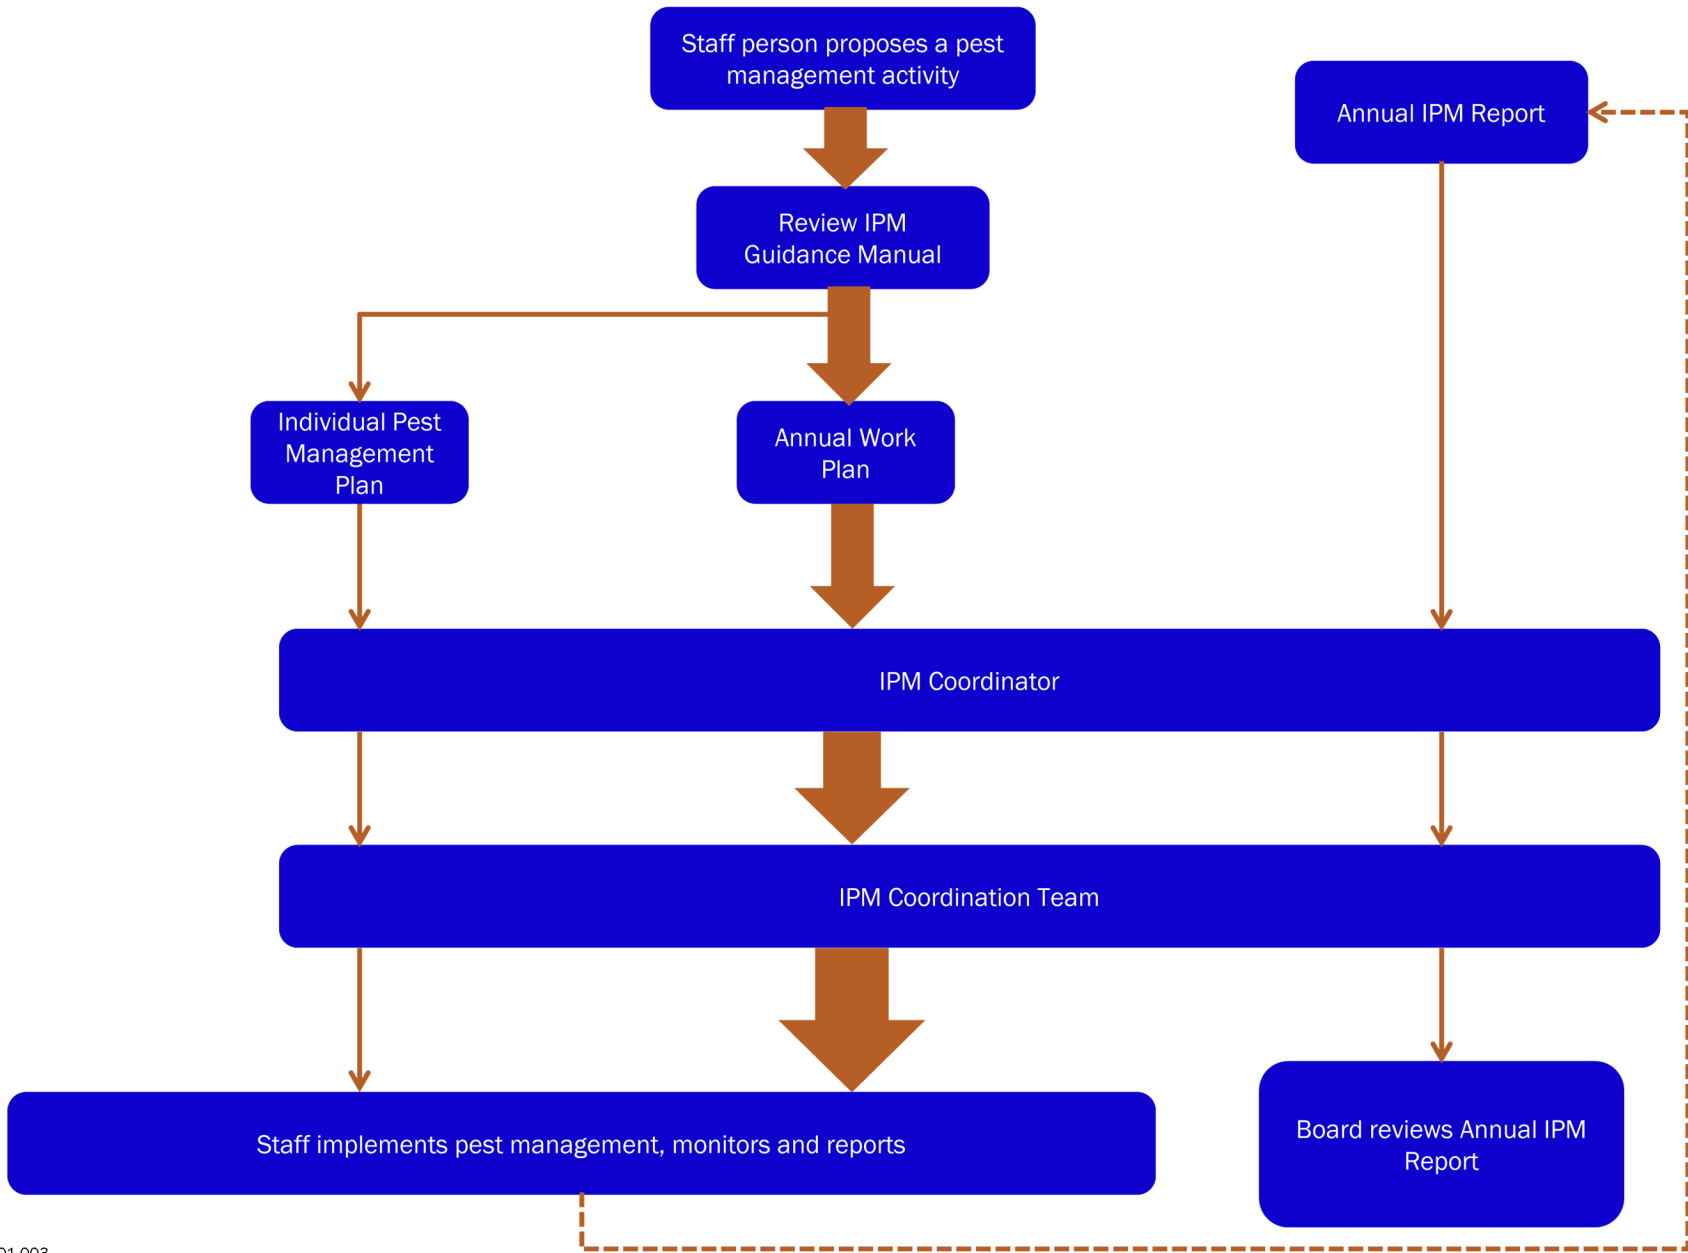 Staff person proposes a pest
management activity
Annual IPM Report
Review IPM
Guidance Manual
Individual Pest
Management
Plan
Annual Work
Plan
IPM Coordinator
IPM Coordination Team
Staff implements pest management, monitors and reports
Board reviews Annual IPM
Report